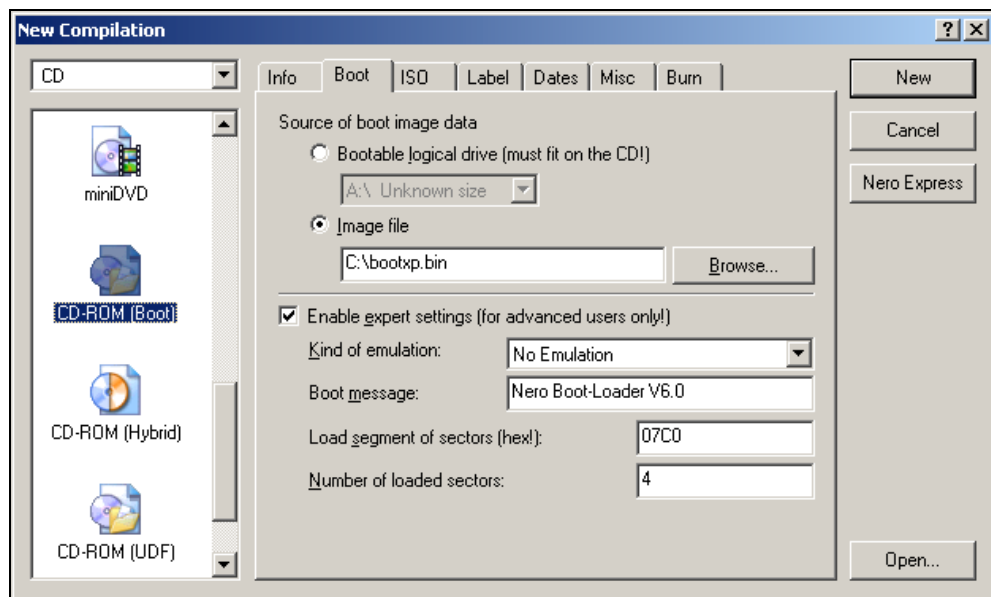 New Compilation
CD
miniDVD
CD-ROM (Boot)
CD-ROM (Hybrid)
CD-ROM (UDF)
Info Boot ISO Label Dates Misc Burn
Source of boot image data
Bootable logical drive (must fit on the CD!)
A:\ Unknown size
Image file
C:\bootxp.bin
Browse...
Enable expert settings (for advanced users only!)
Kind of emulation: No Emulation
Boot message: Nero Boot-Loader V6.0
Load segment of sectors (hex!): 07C0
Number of loaded sectors: 4
New
Cancel
Nero Express
Open...